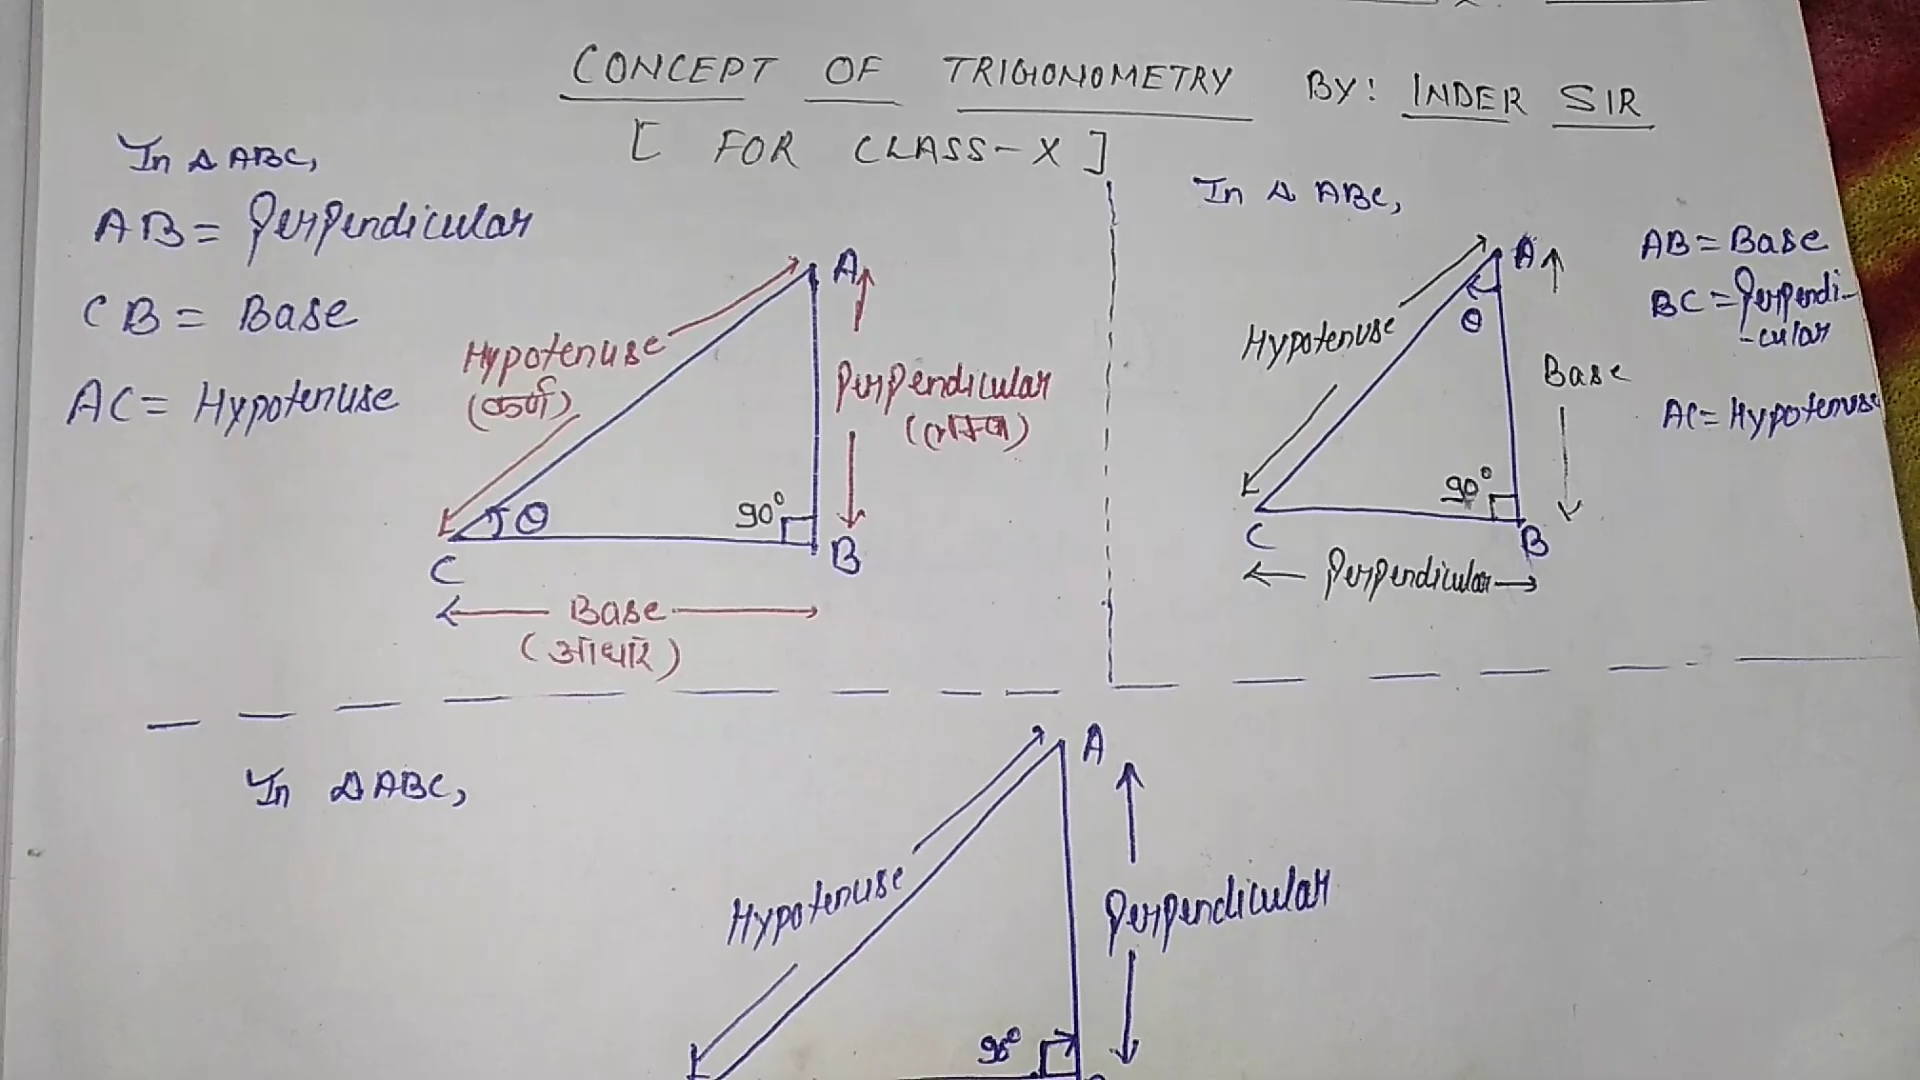 CONCEPT OF TRIGONOMETRY BY: INDER SIR
[ FOR CLASS-X ]
In Δ ABC,
AB = Perpendicular
CB = Base
AC = Hypotenuse
A
Hypotenuse
(कर्ण)
Perpendicular
(लम्ब)
θ
90°
C
B
Base
(आधार)
In Δ ABC,
A
θ
Hypotenuse
Base
90°
C
B
Perpendicular
AB = Base
BC = Perpendi-
-cular
AC = Hypotenuse
In Δ ABC,
A
Hypotenuse
Perpendicular
90°